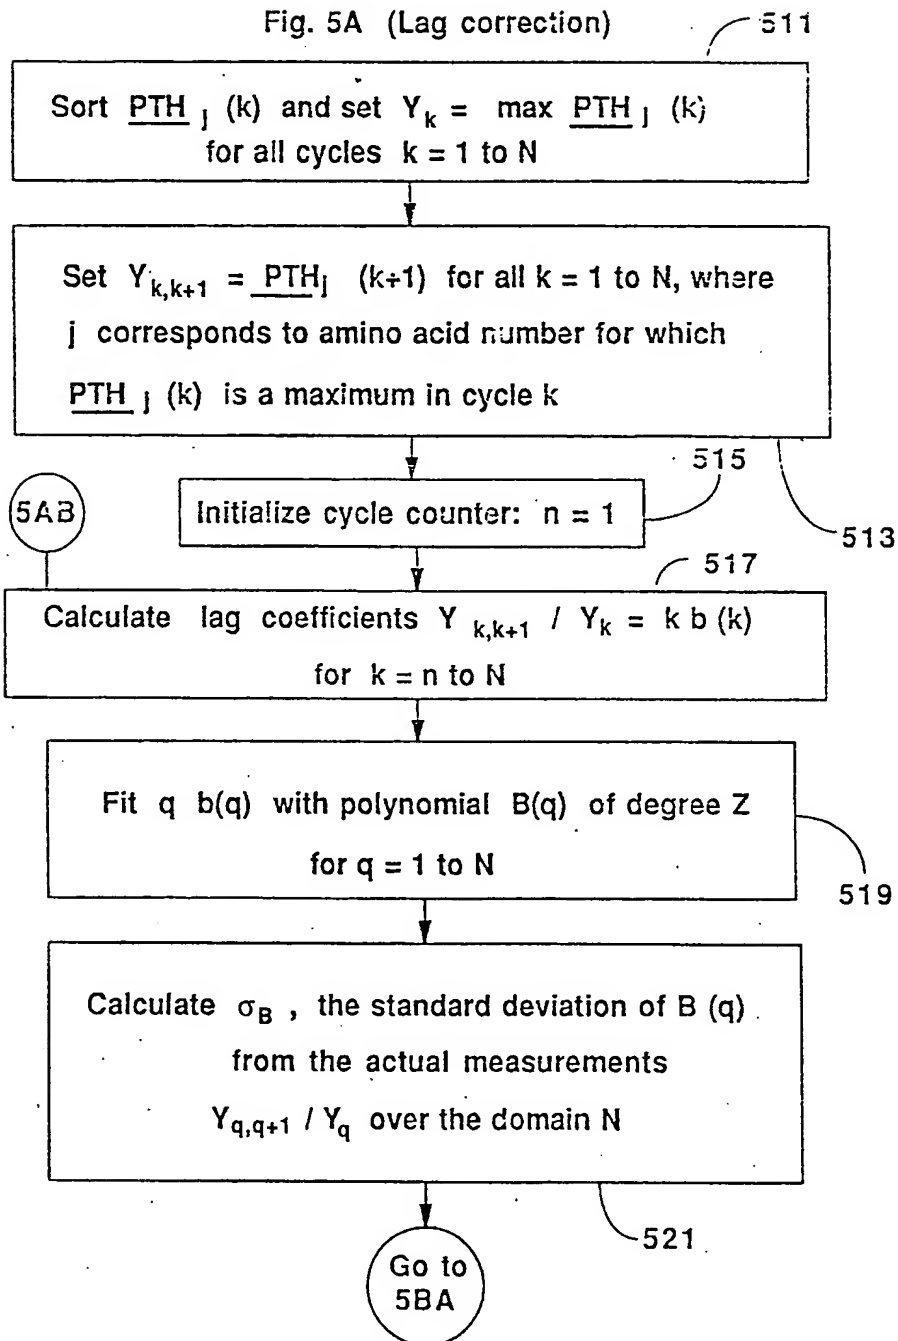 Fig. 5A (Lag correction)
511
Sort PTH j (k) and set Yk = max PTH j (k)
for all cycles k = 1 to N
Set Yk,k+1 = PTHj (k+1) for all k = 1 to N, where
j corresponds to amino acid number for which
PTH j (k) is a maximum in cycle k
515
5AB
Initialize cycle counter: n = 1
513
517
Calculate lag coefficients Y k,k+1 / Yk = k b (k)
for k = n to N
Fit q b(q) with polynomial B(q) of degree Z
for q = 1 to N
519
Calculate σB , the standard deviation of B (q)
from the actual measurements
Yq,q+1 / Yq over the domain N
521
Go to
5BA